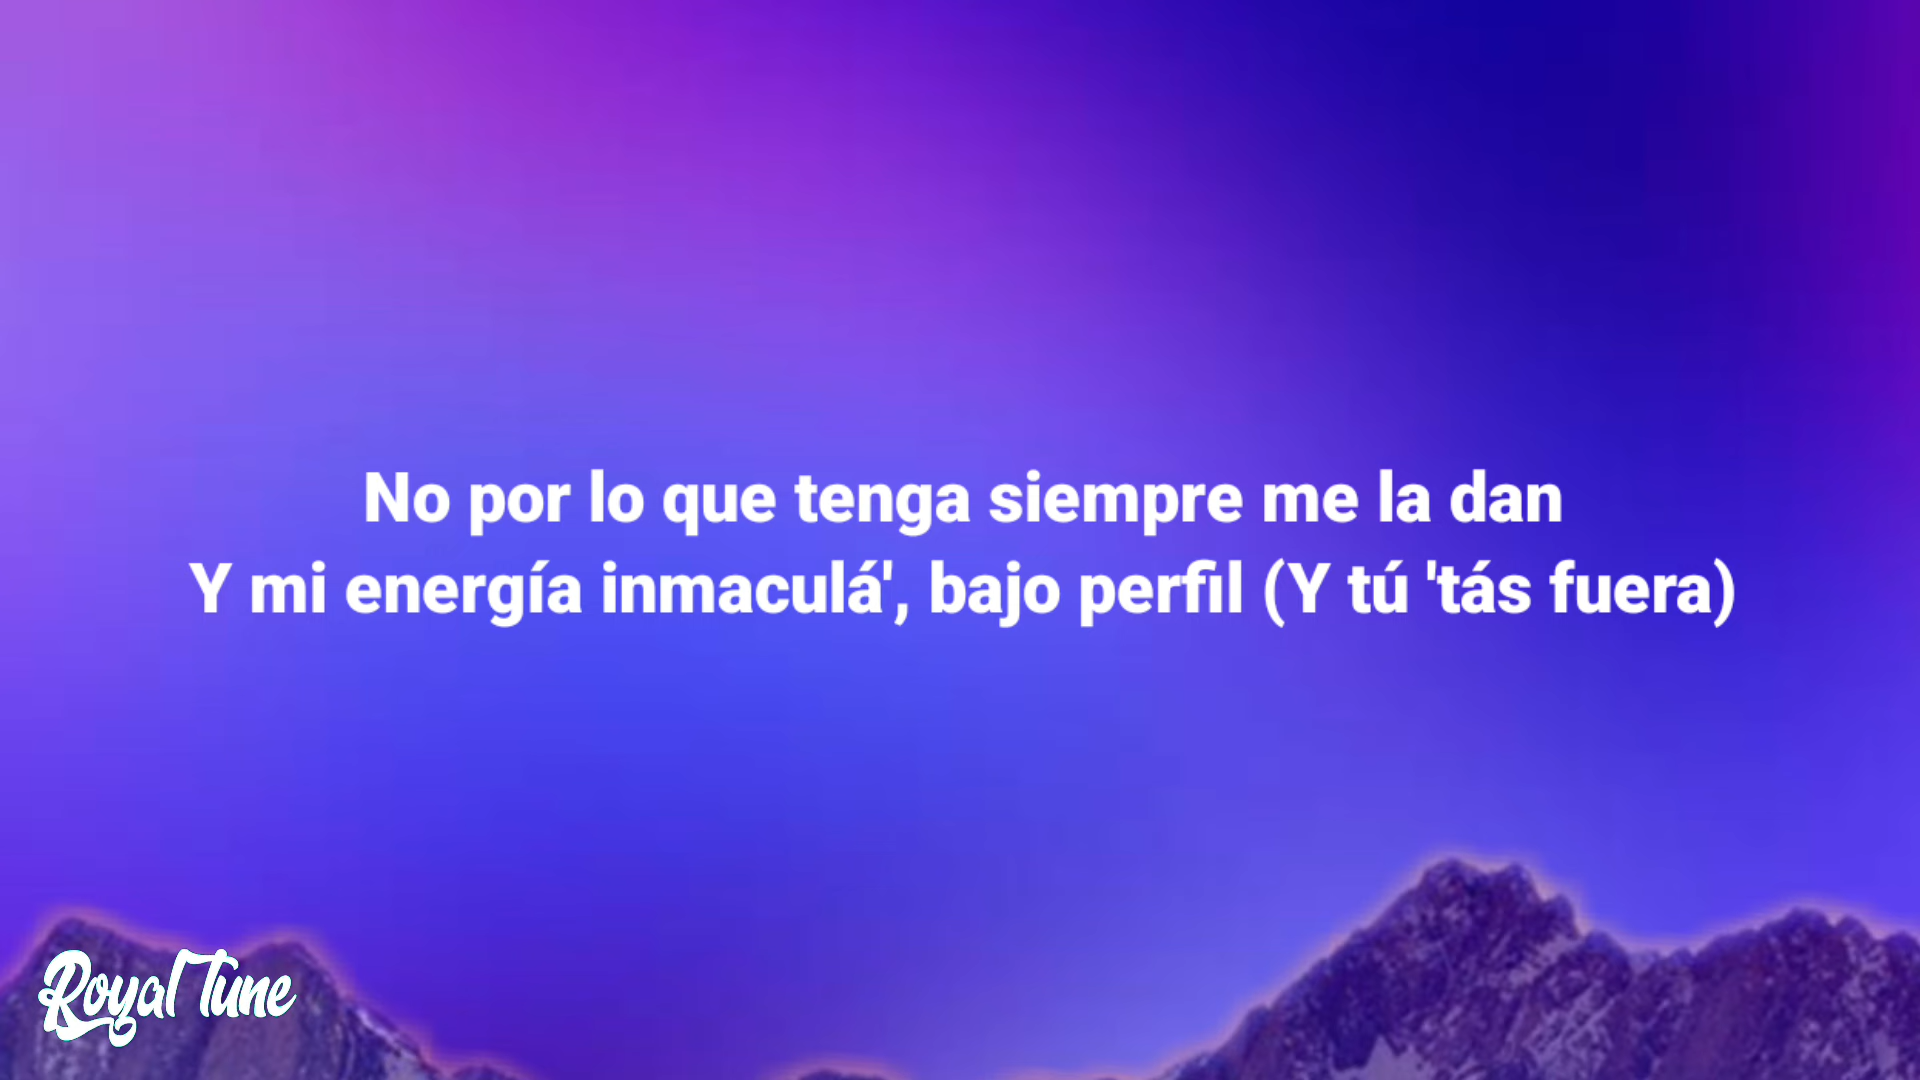 No por lo que tenga siempre me la dan
Y mi energía inmaculá', bajo perfil (Y tú 'tás fuera)
Royal Tune